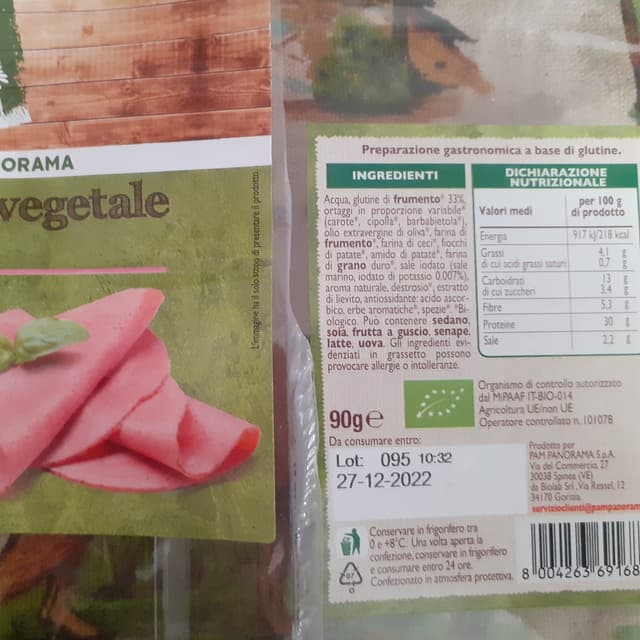 ORAMA
vegetale
L'immagine ha il solo scopo di presentare il prodotto.
Preparazione gastronomica a base di glutine.
INGREDIENTI
Acqua, glutine di frumento° 33%,
ortaggi in proporzione variabile°
(carote°, cipolla°, barbabietola°),
olio extravergine di oliva°, farina di
frumento°, farina di ceci°, fiocchi
di patate°, amido di patate°, farina
di grano duro°, sale iodato (sale
marino, iodato di potassio 0.007%),
aroma naturale, destrosio°, estratto
di lievito, antiossidante: acido ascor-
bico, erbe aromatiche°, spezie°. °Bi-
ologico. Può contenere sedano,
soia, frutta a guscio, senape,
latte, uova. Gli ingredienti evi-
denziati in grassetto possono
provocare allergie o intolleranze.
DICHIARAZIONE
NUTRIZIONALE
Valori medi per 100 g di prodotto
Energia 917 kJ/218 kcal
Grassi 4,1 g
di cui acidi grassi saturi 0,7 g
Carboidrati 13 g
di cui zuccheri 3,4 g
Fibre 5,3 g
Proteine 30 g
Sale 2,2 g
90g e
Organismo di controllo autorizzato
dal MiPAAF IT-BIO-014
Agricoltura UE/non UE
Operatore controllato n. 101078
Da consumare entro:
Lot: 095 10:32
27-12-2022
Prodotto per
PAM PANORAMA S.p.A.
Via del Commercio, 27
30038 Spinea (VE)
da Biolab Srl, Via Ressel, 12
34170 Gorizia.
servizioclienti@pampanoram
Conservare in frigorifero tra
0 e +8°C. Una volta aperta la
confezione, conservare in frigorifero
e consumare entro 24 ore.
Confezionato in atmosfera protettiva.
07
8 004263 69168